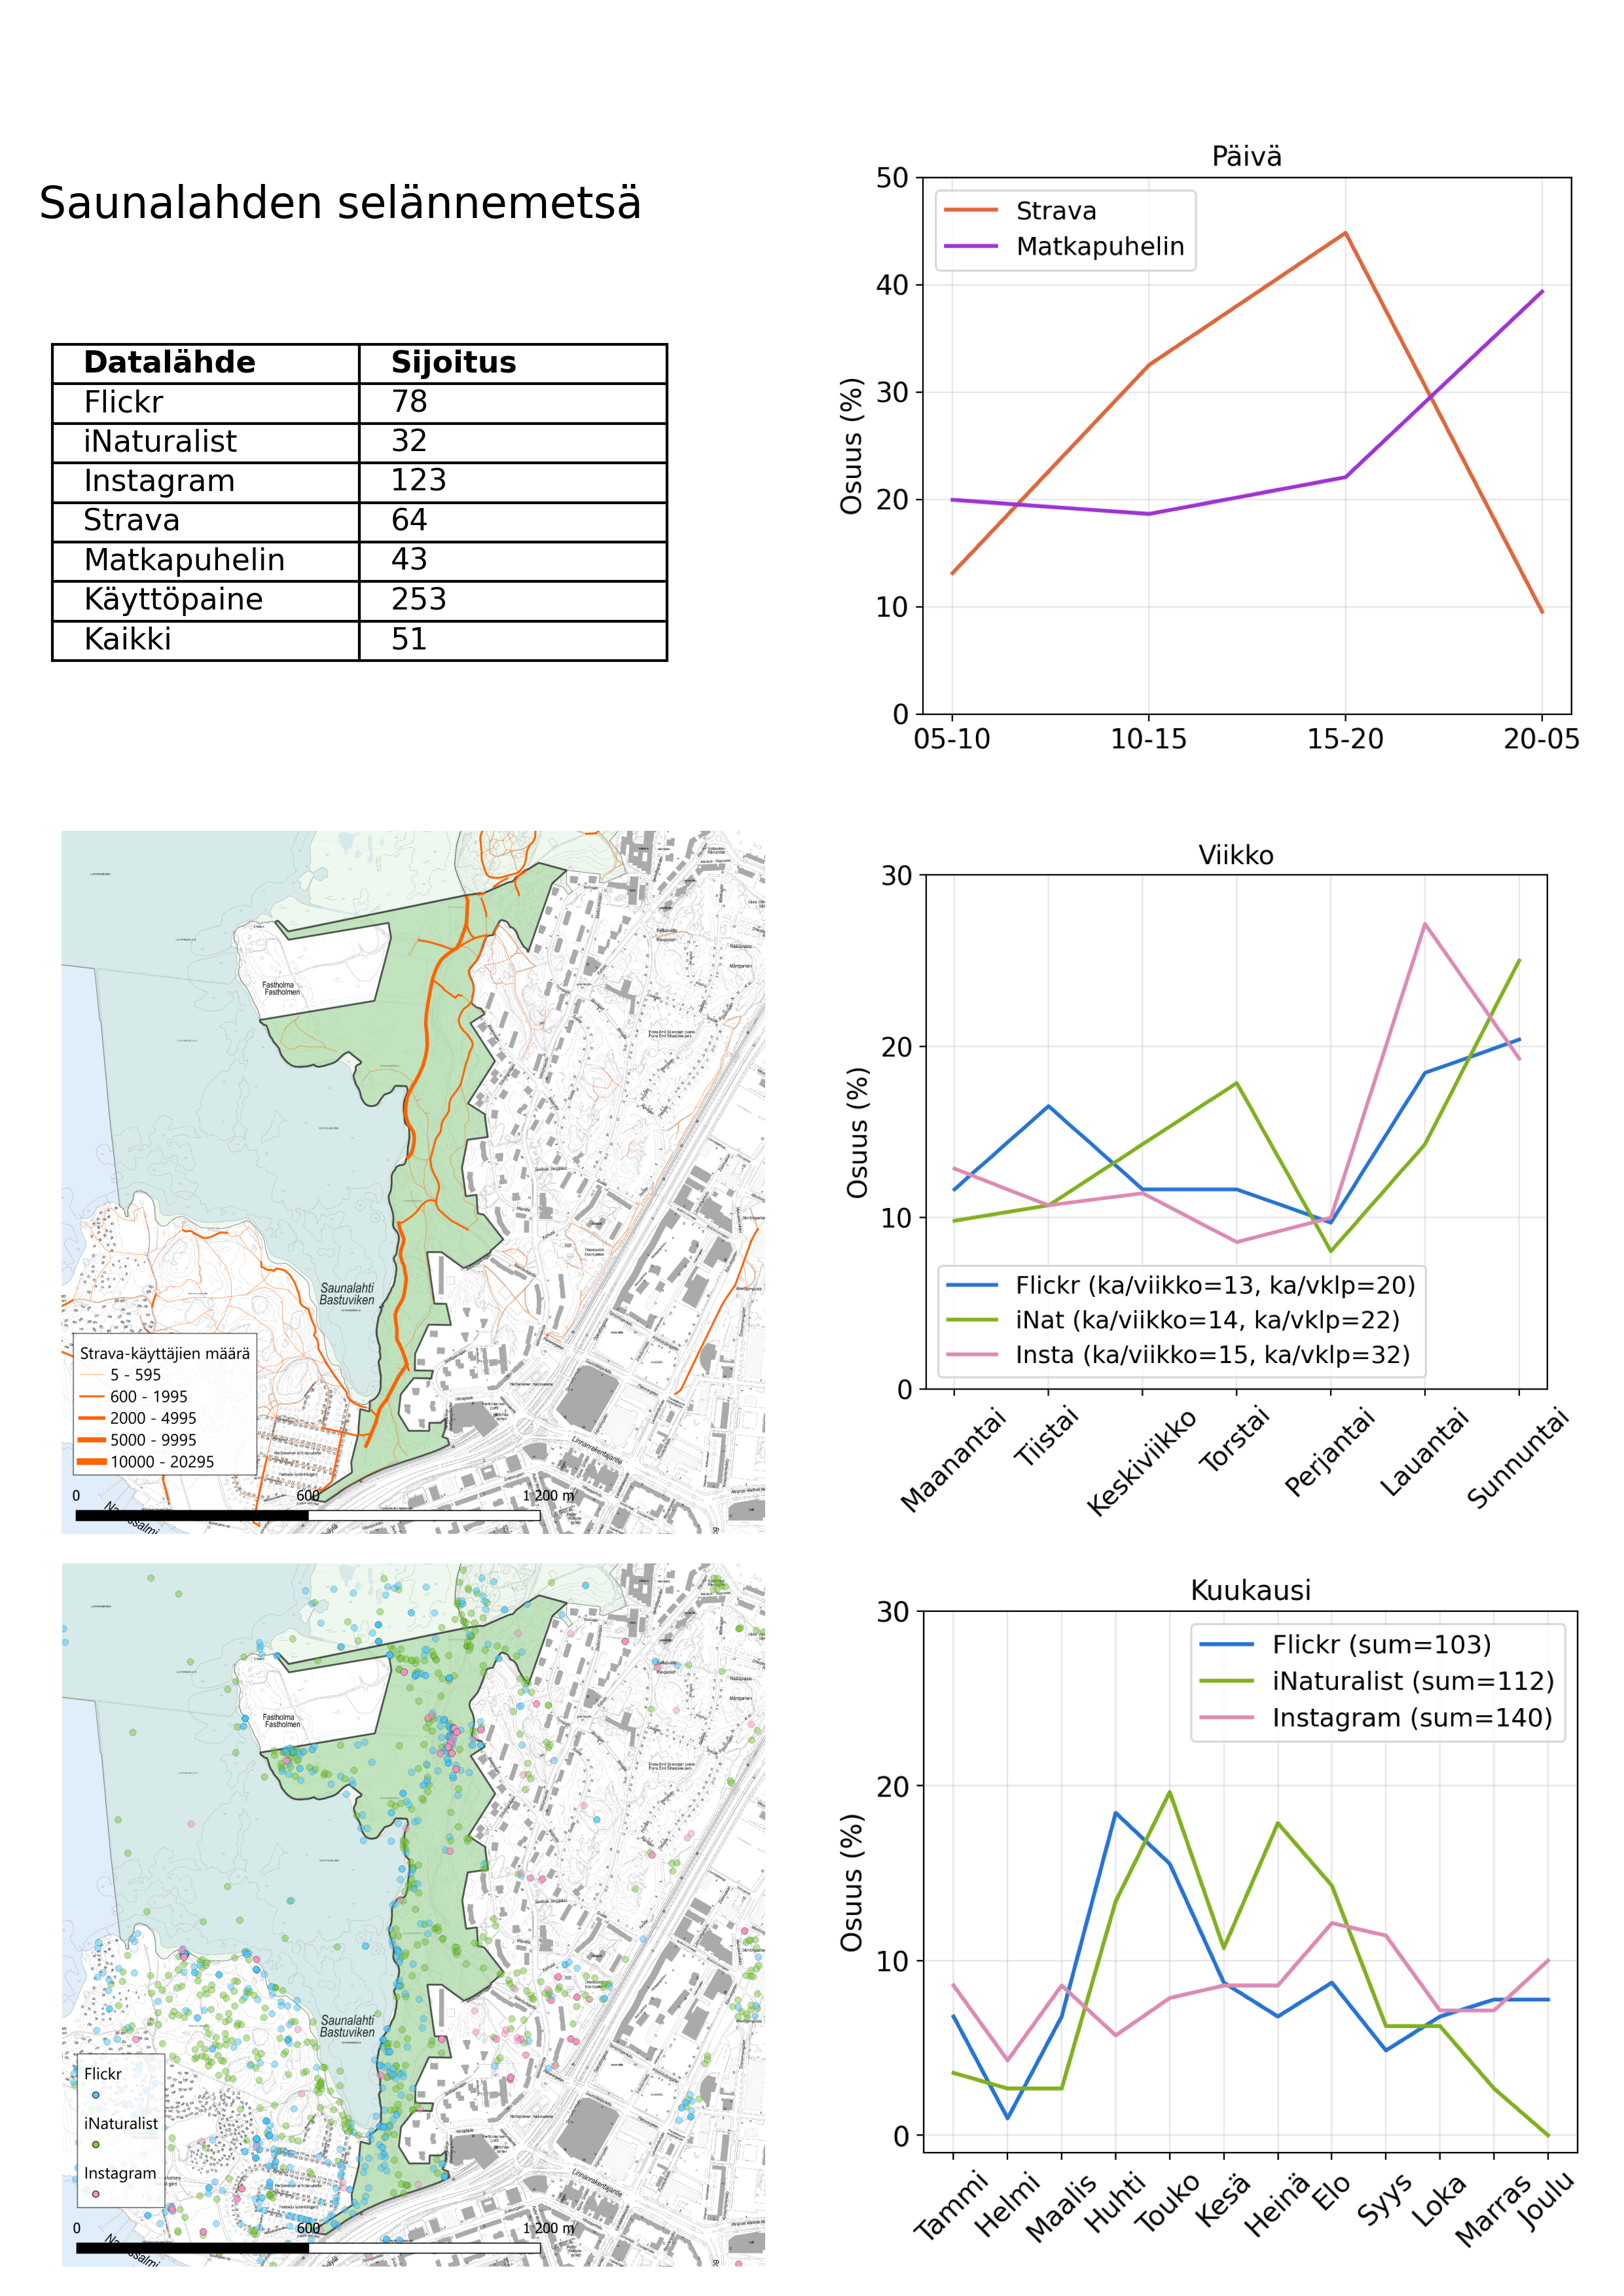 Saunalahden selännemetsä
Datalähde Sijoitus
Flickr 78
iNaturalist 32
Instagram 123
Strava 64
Matkapuhelin 43
Käyttöpaine 253
Kaikki 51
Päivä
Strava
Matkapuhelin
Osuus (%)
50
40
30
20
10
0
05-10 10-15 15-20 20-05
Fastholma
Fastholmen
Saunalahti
Bastuviken
Linnanrakentajantie
Strava-käyttäjien määrä
5 - 595
600 - 1995
2000 - 4995
5000 - 9995
10000 - 20295
0 600 1 200 m
Viikko
Osuus (%)
30
20
10
0
Flickr (ka/viikko=13, ka/vklp=20)
iNat (ka/viikko=14, ka/vklp=22)
Insta (ka/viikko=15, ka/vklp=32)
Maanantai Tiistai Keskiviikko Torstai Perjantai Lauantai Sunnuntai
Fastholma
Fastholmen
Saunalahti
Bastuviken
Linnanrakentajantie
Flickr
iNaturalist
Instagram
0 600 1 200 m
Kuukausi
Flickr (sum=103)
iNaturalist (sum=112)
Instagram (sum=140)
Osuus (%)
30
20
10
0
Tammi Helmi Maalis Huhti Touko Kesä Heinä Elo Syys Loka Marras Joulu